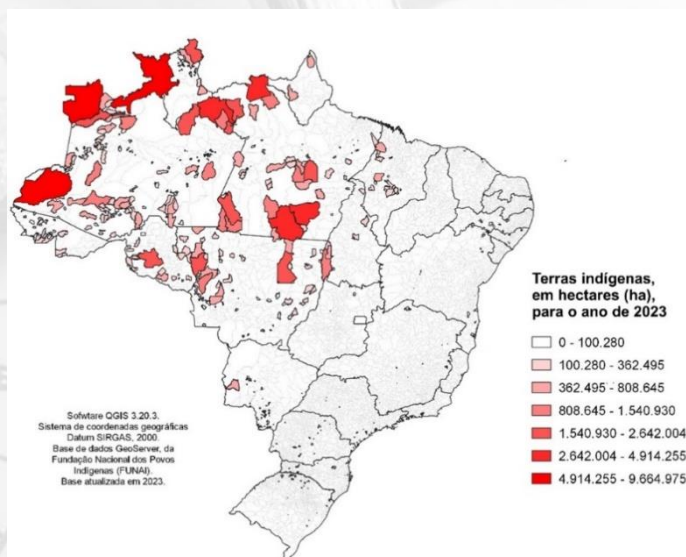 Terras indígenas,
em hectares (ha),
para o ano de 2023
0 - 100.280
100.280 - 362.495
362.495 - 808.645
808.645 - 1.540.930
1.540.930 - 2.642.004
2.642.004 - 4.914.255
4.914.255 - 9.664.975
Sofwtare QGIS 3.20.3.
Sistema de coordenadas geográficas
Datum SIRGAS, 2000.
Base de dados GeoServer, da
Fundação Nacional dos Povos
Indígenas (FUNAI).
Base atualizada em 2023.